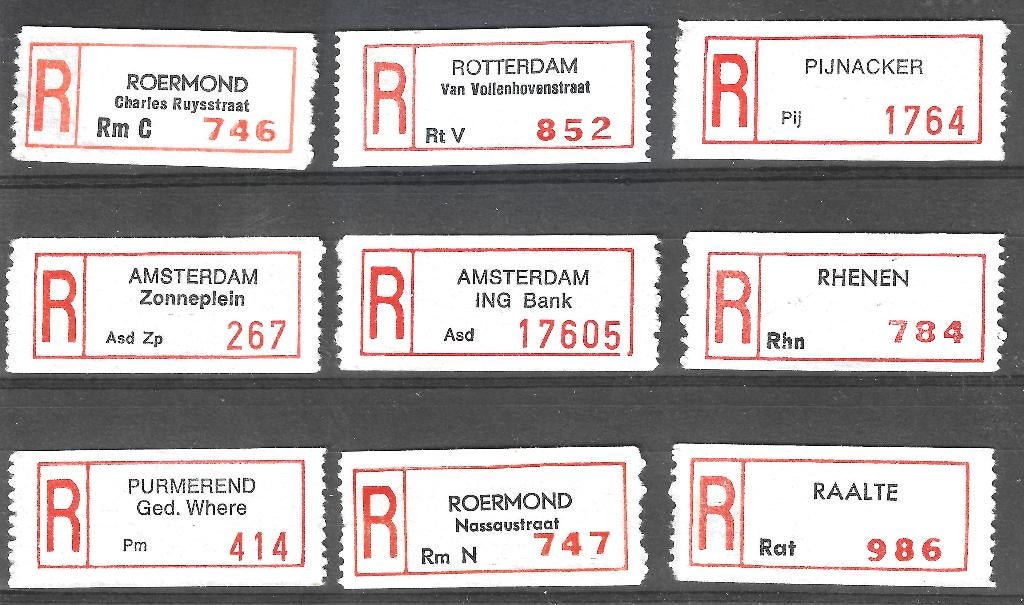 R
ROERMOND
Charles Ruysstraat
Rm C 746
R
ROTTERDAM
Van Vollenhovenstraat
Rt V 852
R
PIJNACKER
Pij 1764
R
AMSTERDAM
Zonneplein
Asd Zp 267
R
AMSTERDAM
ING Bank
Asd 17605
R
RHENEN
Rhn 784
R
PURMEREND
Ged. Where
Pm 414
R
ROERMOND
Nassaustraat
Rm N 747
R
RAALTE
Rat 986